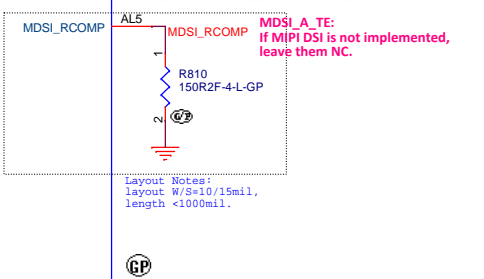 MDSI_RCOMP
AL5
MDSI_RCOMP
MDSI_A_TE:
If MIPI DSI is not implemented,
leave them NC.
1
R810
150R2F-4-L-GP
2
G/P
Layout Notes:
layout W/S=10/15mil,
length <1000mil.
GP